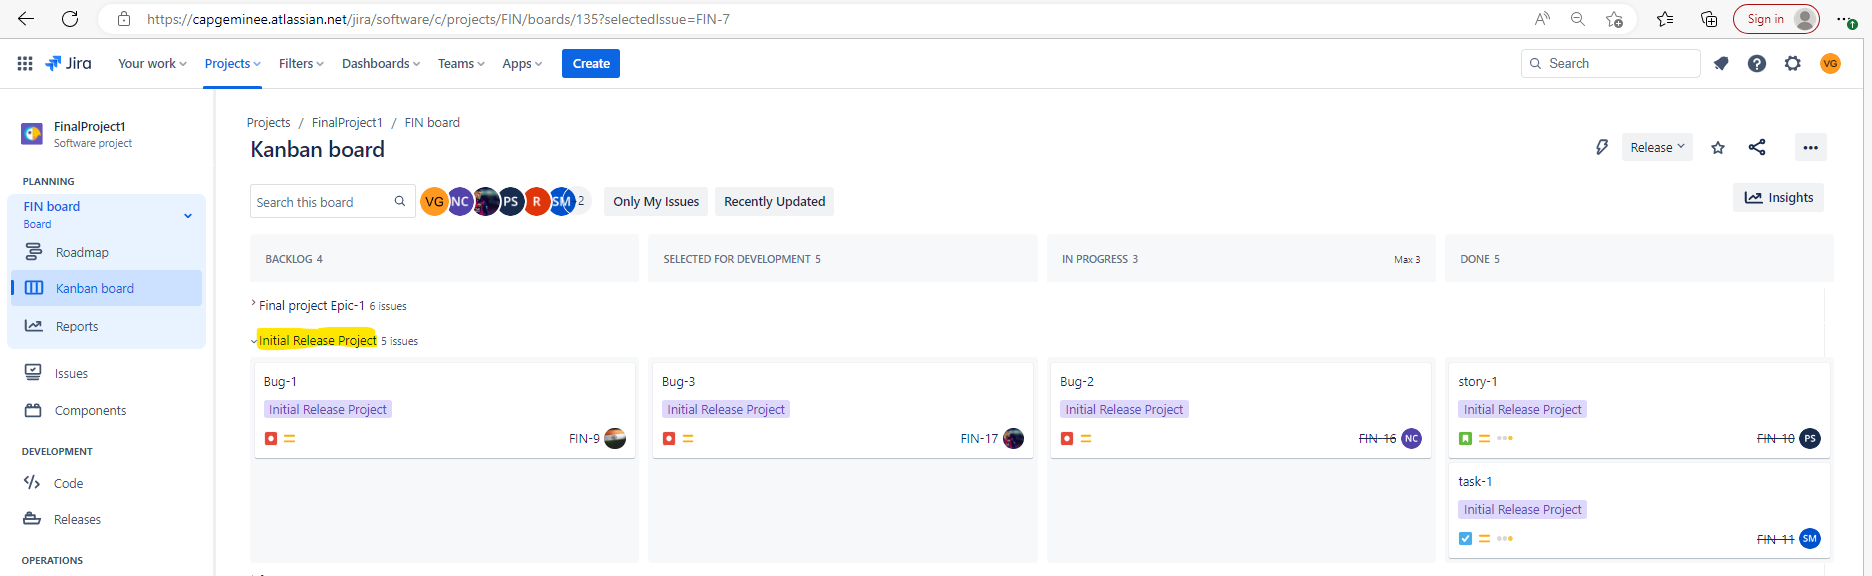 https://capgeminee.atlassian.net/jira/software/c/projects/FIN/boards/135?selectedIssue=FIN-7
Sign in
Jira Your work Projects Filters Dashboards Teams Apps Create Search VG
FinalProject1
Software project
Projects / FinalProject1 / FIN board
Kanban board
Release
PLANNING
FIN board
Board
Search this board VG NC PS R SM +2 Only My Issues Recently Updated Insights
Roadmap
Kanban board
Reports
Issues
Components
DEVELOPMENT
Code
Releases
OPERATIONS
BACKLOG 4 SELECTED FOR DEVELOPMENT 5 IN PROGRESS 3 Max 3 DONE 5
Final project Epic-1 6 issues
Initial Release Project 5 issues
Bug-1
Initial Release Project
FIN-9
Bug-3
Initial Release Project
FIN-17
Bug-2
Initial Release Project
FIN-16 NC
story-1
Initial Release Project
FIN-10 PS
task-1
Initial Release Project
FIN-11 SM